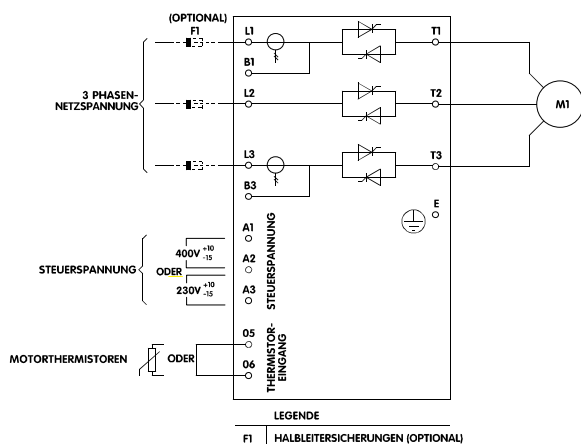 (OPTIONAL)
F1
L1
T1
B1
3 PHASEN-
NETZSPANNUNG
L2
T2
M1
L3
T3
B3
E
A1
400V +10 -15
STEUERSPANNUNG
ODER
A2
230V +10 -15
A3
STEUERSPANNUNG
05
MOTORTHERMISTOREN
ODER
06
THERMISTOR-
EINGANG
LEGENDE
F1 HALBLEITERSICHERUNGEN (OPTIONAL)